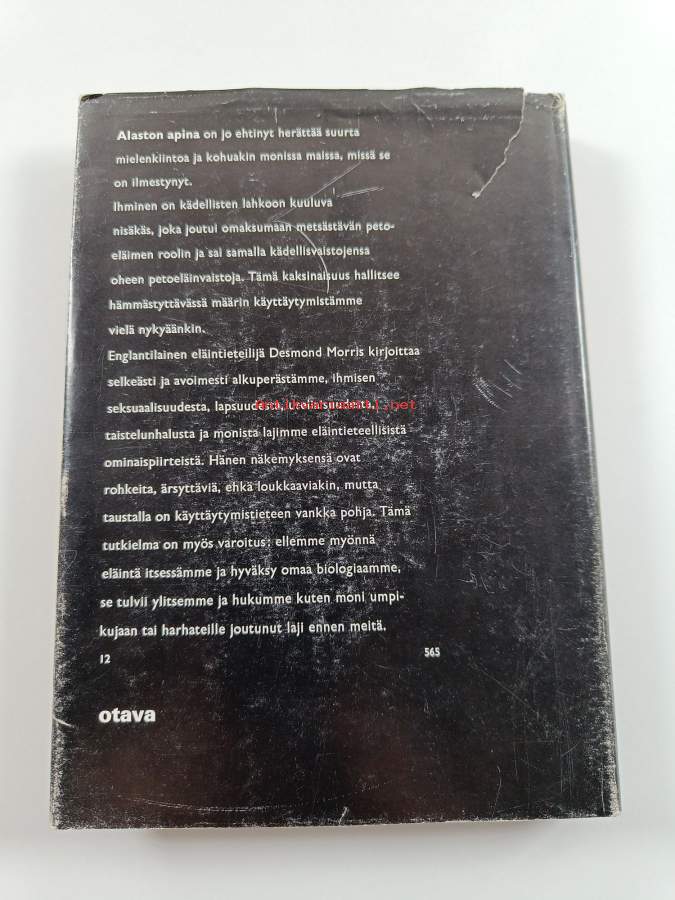 Alaston apina on jo ehtinyt herättää suurta
mielenkiintoa ja kohuakin monissa maissa, missä se
on ilmestynyt.
Ihminen on kädellisten lahkoon kuuluva
nisäkäs, joka joutui omaksumaan metsästävän peto-
eläimen roolin ja sai samalla kädellisvaistojensa
oheen petoeläinvaistoja. Tämä kaksinaisuus hallitsee
hämmästyttävässä määrin käyttäytymistämme
vielä nykyäänkin.
Englantilainen eläintieteilijä Desmond Morris kirjoittaa
selkeästi ja avoimesti alkuperästämme, ihmisen
seksuaalisuudesta, lapsuudesta, uteliaisuudesta,
taistelunhalusta ja monista lajimme eläintieteellisistä
ominaispiirteistä. Hänen näkemyksensä ovat
rohkeita, ärsyttäviä, ehkä loukkaaviakin, mutta
taustalla on käyttäytymistieteen vankka pohja. Tämä
tutkielma on myös varoitus: ellemme myönnä
eläintä itsessämme ja hyväksy omaa biologiaamme,
se tulvii ylitsemme ja hukumme kuten moni umpi-
kujaan tai harhateille joutunut laji ennen meitä.
12 565
otava